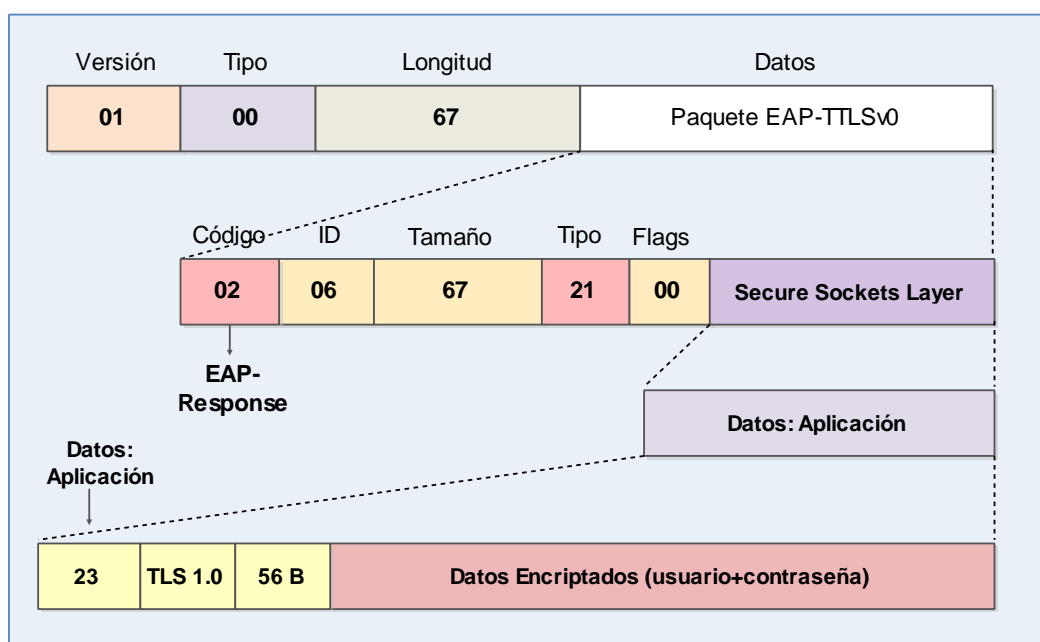 Versión Tipo Longitud Datos
01 00 67 Paquete EAP-TTLSv0
Código ID Tamaño Tipo Flags
02 06 67 21 00 Secure Sockets Layer
EAP-
Response
Datos: Aplicación
Datos:
Aplicación
23 TLS 1.0 56 B Datos Encriptados (usuario+contraseña)